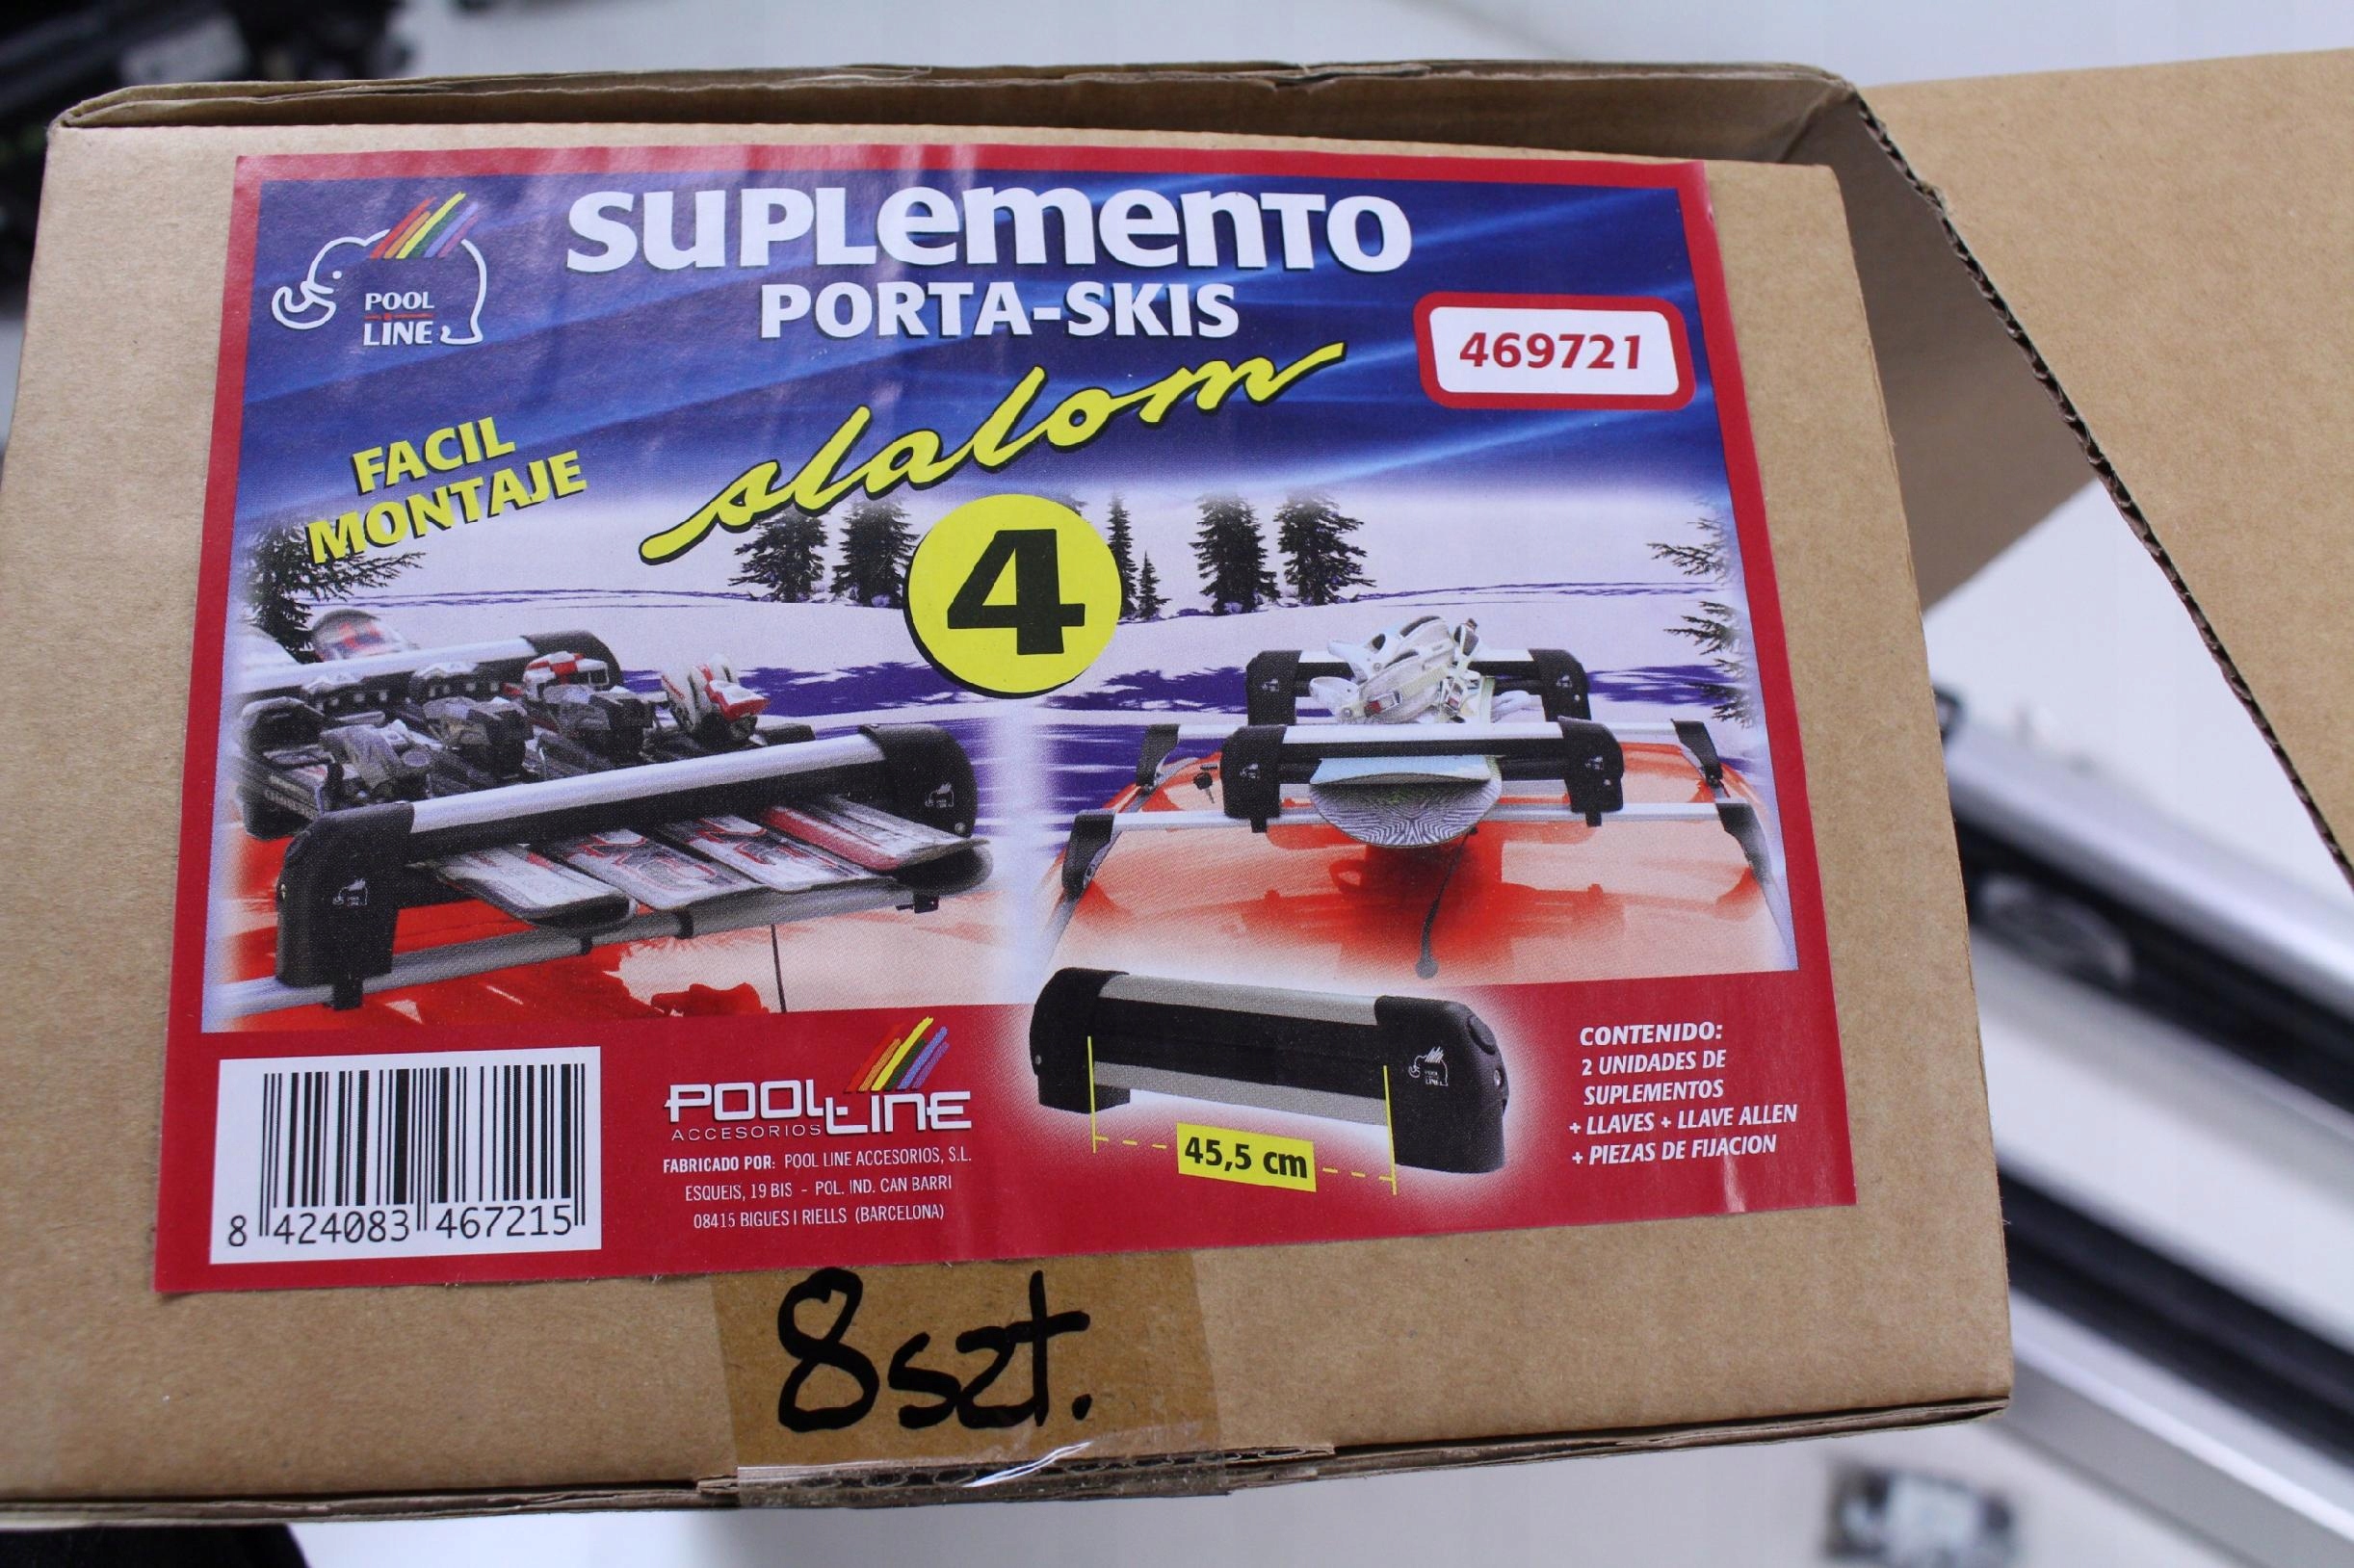 SUPLemenTO
PORTA-SKIS
POOL
LINE
469721
slalom
FACIL
MONTAJE
4
CONTENIDO:
2 UNIDADES DE
SUPLEMENTOS
+ LLAVES + LLAVE ALLEN
+ PIEZAS DE FIJACION
POOL LINE
ACCESORIOS
FABRICADO POR: POOL LINE ACCESORIOS, S.L.
ESQUEIS, 19 BIS - POL. IND. CAN BARRI
08415 BIGUES I RIELLS (BARCELONA)
45,5 cm
8 424083 467215
8szt.